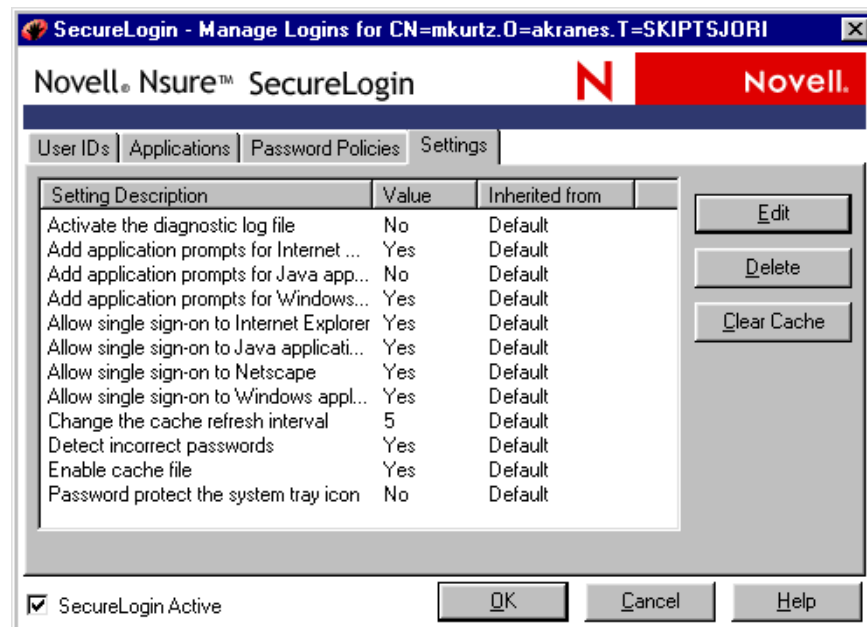 SecureLogin - Manage Logins for CN=mkurtz.O=akranes.T=SKIPTSJORI
Novell® Nsure™ SecureLogin
N Novell.
User IDs Applications Password Policies Settings
Setting Description Value Inherited from
Activate the diagnostic log file No Default
Add application prompts for Internet ... Yes Default
Add application prompts for Java app... No Default
Add application prompts for Windows... Yes Default
Allow single sign-on to Internet Explorer Yes Default
Allow single sign-on to Java applicati... Yes Default
Allow single sign-on to Netscape Yes Default
Allow single sign-on to Windows appl... Yes Default
Change the cache refresh interval 5 Default
Detect incorrect passwords Yes Default
Enable cache file Yes Default
Password protect the system tray icon No Default
Edit
Delete
Clear Cache
SecureLogin Active
OK Cancel Help